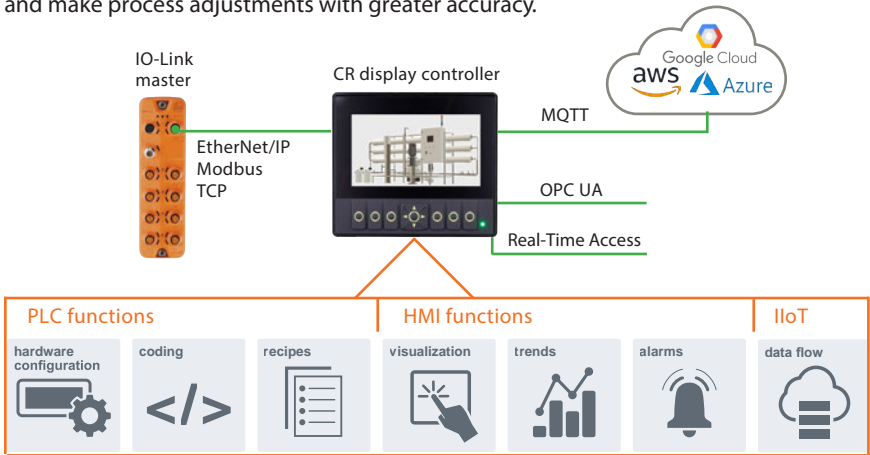 and make process adjustments with greater accuracy.
IO-Link
master
CR display controller
Google Cloud
aws
Azure
MQTT
EtherNet/IP
Modbus
TCP
OPC UA
Real-Time Access
PLC functions
HMI functions
IIoT
hardware
configuration
coding
recipes
visualization
trends
alarms
data flow
</>